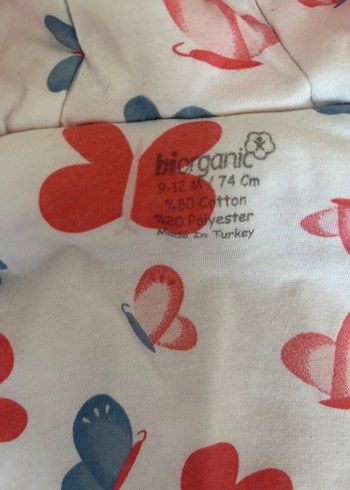 biorganic
9-12 M / 74 Cm
%80 Cotton
%20 Polyester
Made In Turkey